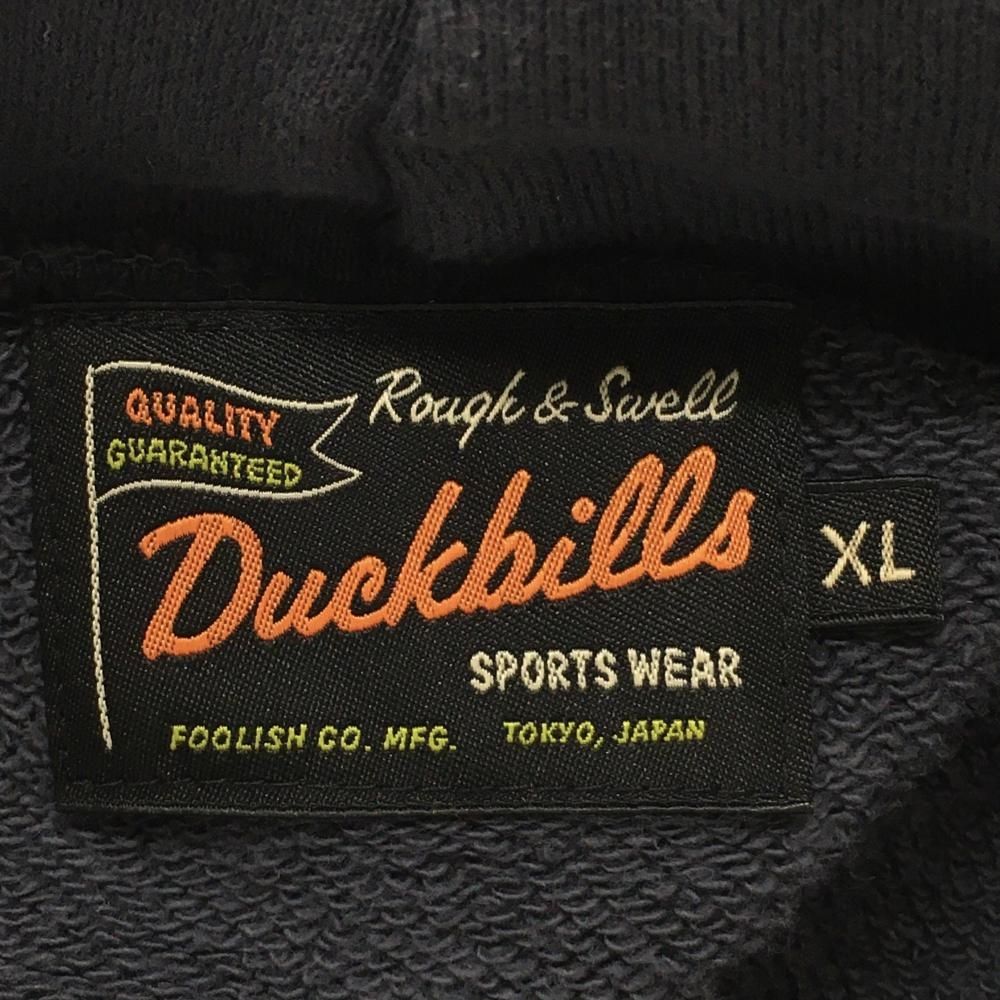 QUALITY
GUARANTEED
Rough & Swell
Duckbills
XL
SPORTS WEAR
FOOLISH CO. MFG. TOKYO, JAPAN